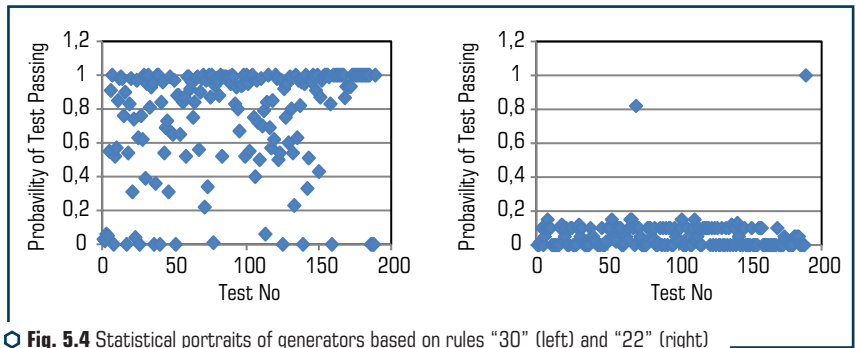 1,2
1
0,8
0,6
0,4
0,2
0
Probavility of Test Passing
0 50 100 150 200
Test No
1,2
1
0,8
0,6
0,4
0,2
0
Probavility of Test Passing
0 50 100 150 200
Test No
Fig. 5.4 Statistical portraits of generators based on rules “30” (left) and “22” (right)